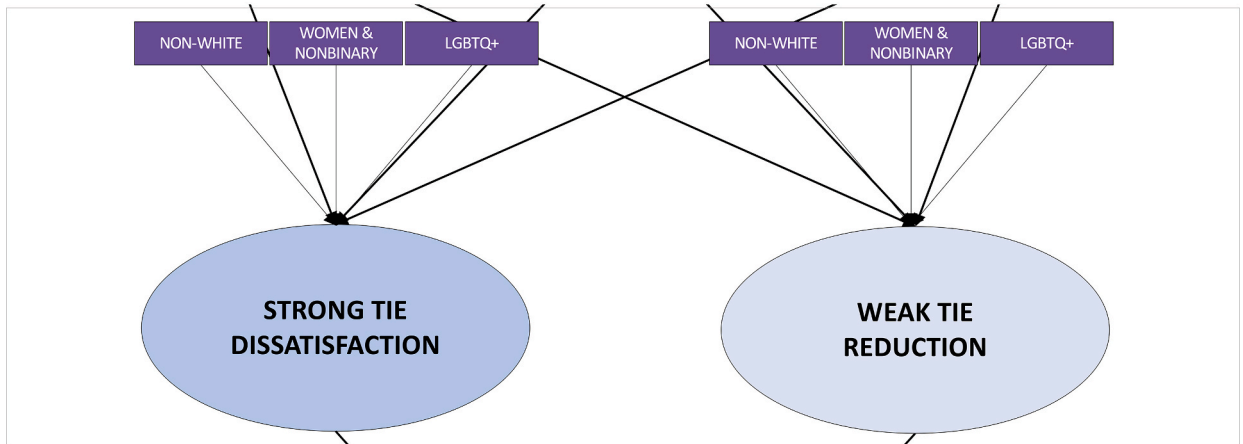 NON-WHITE
WOMEN &
NONBINARY
LGBTQ+
NON-WHITE
WOMEN &
NONBINARY
LGBTQ+
STRONG TIE
DISSATISFACTION
WEAK TIE
REDUCTION